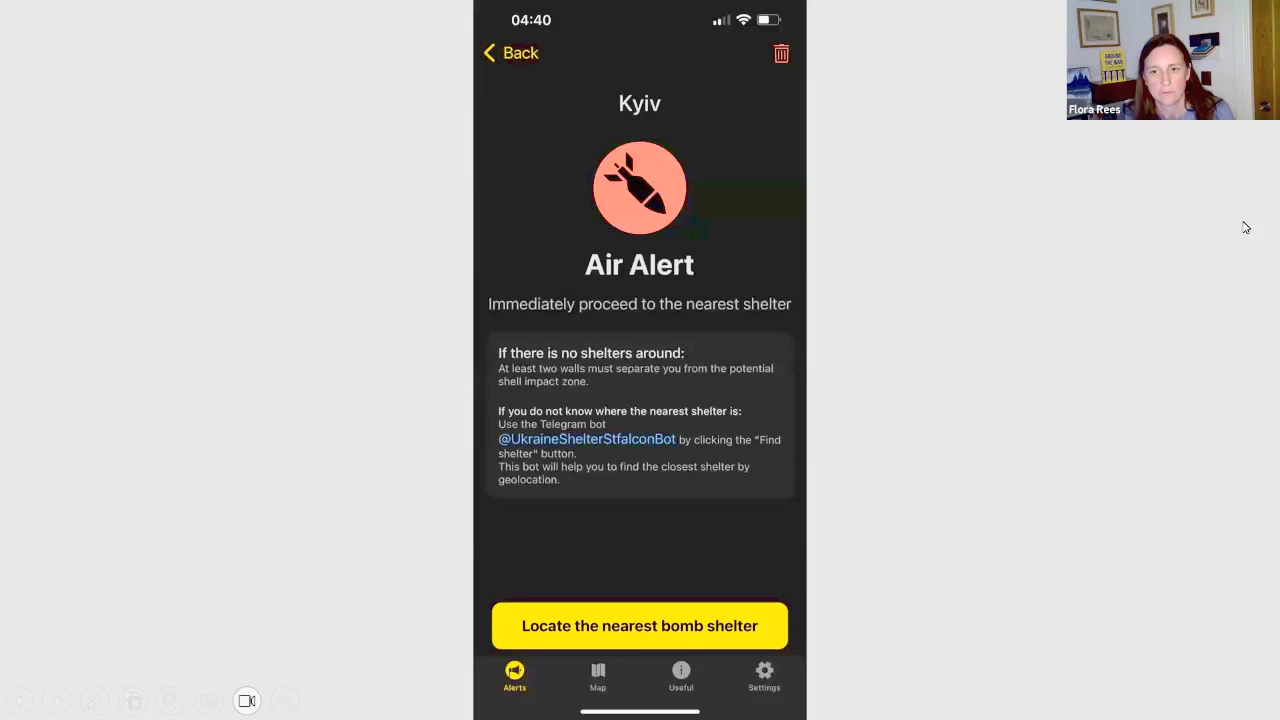 04:40
Back
Kyiv
Air Alert
Immediately proceed to the nearest shelter
If there is no shelters around:
At least two walls must separate you from the potential
shell impact zone.
If you do not know where the nearest shelter is:
Use the Telegram bot
@UkraineShelterStfalconBot by clicking the "Find
shelter" button.
This bot will help you to find the closest shelter by
geolocation.
Locate the nearest bomb shelter
Alerts
Map
Useful
Settings
AROUND
THE WAR
Flora Rees